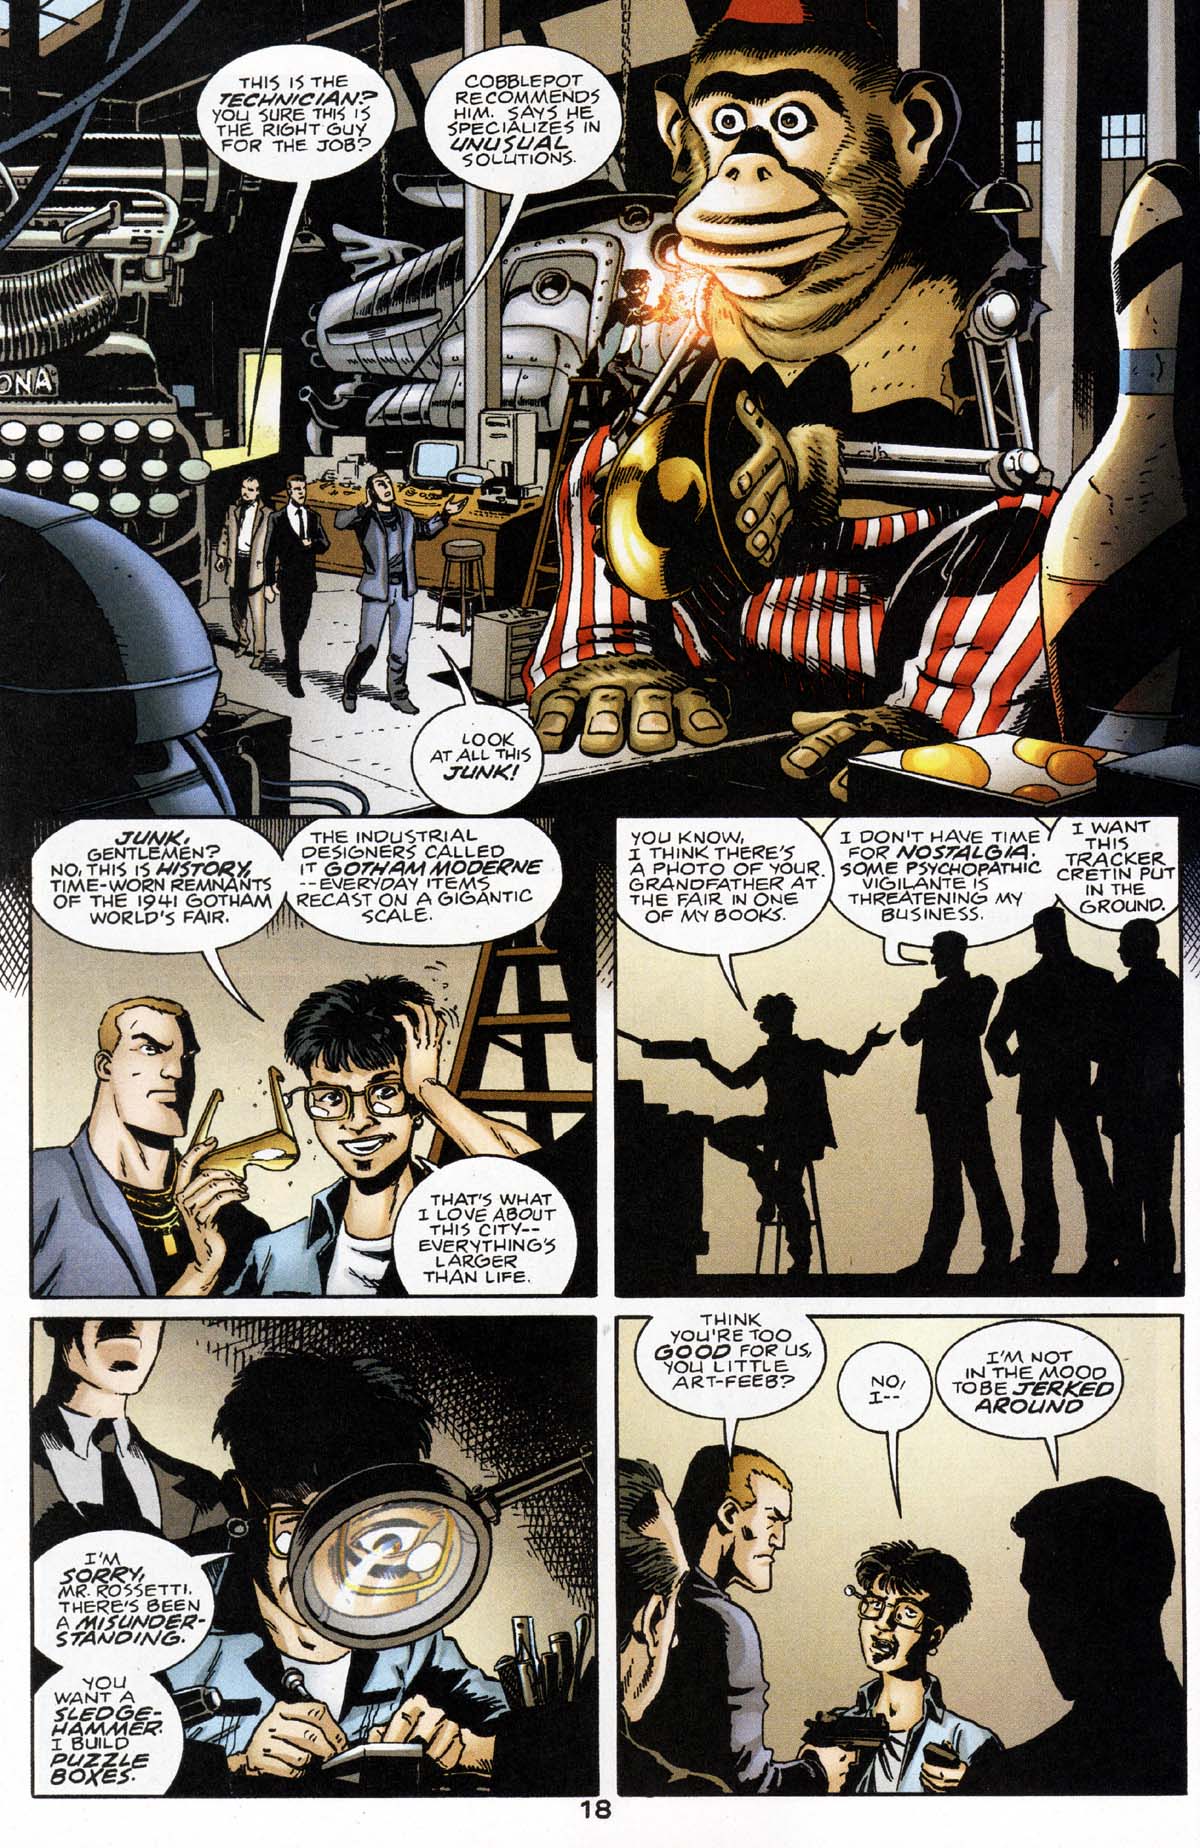 THIS IS THE
TECHNICIAN?
YOU SURE THIS IS
THE RIGHT GUY
FOR THE JOB?
COBBLEPOT
RECOMMENDS
HIM. SAYS HE
SPECIALIZES IN
UNUSUAL
SOLUTIONS.
ONA
LOOK
AT ALL THIS
JUNK!
JUNK,
GENTLEMEN?
NO, THIS IS HISTORY,
TIME-WORN REMNANTS
OF THE 1941 GOTHAM
WORLD'S FAIR.
THE INDUSTRIAL
DESIGNERS CALLED
IT GOTHAM MODERNE
--EVERYDAY ITEMS
RECAST ON A GIGANTIC
SCALE.
THAT'S WHAT
I LOVE ABOUT
THIS CITY--
EVERYTHING'S
LARGER
THAN LIFE.
YOU KNOW,
I THINK THERE'S
A PHOTO OF YOUR
GRANDFATHER AT
THE FAIR IN ONE
OF MY BOOKS.
I DON'T HAVE TIME
FOR NOSTALGIA.
SOME PSYCHOPATHIC
VIGILANTE IS
THREATENING MY
BUSINESS.
I WANT
THIS
TRACKER
CRETIN PUT
IN THE
GROUND.
I'M
SORRY,
MR. ROSSETTI.
THERE'S BEEN
A MISUNDER-
STANDING.
YOU
WANT A
SLEDGE-
HAMMER.
I BUILD
PUZZLE
BOXES.
THINK
YOU'RE TOO
GOOD FOR US,
YOU LITTLE
ART-FEEB?
NO,
I--
I'M NOT
IN THE MOOD
TO BE JERKED
AROUND
18